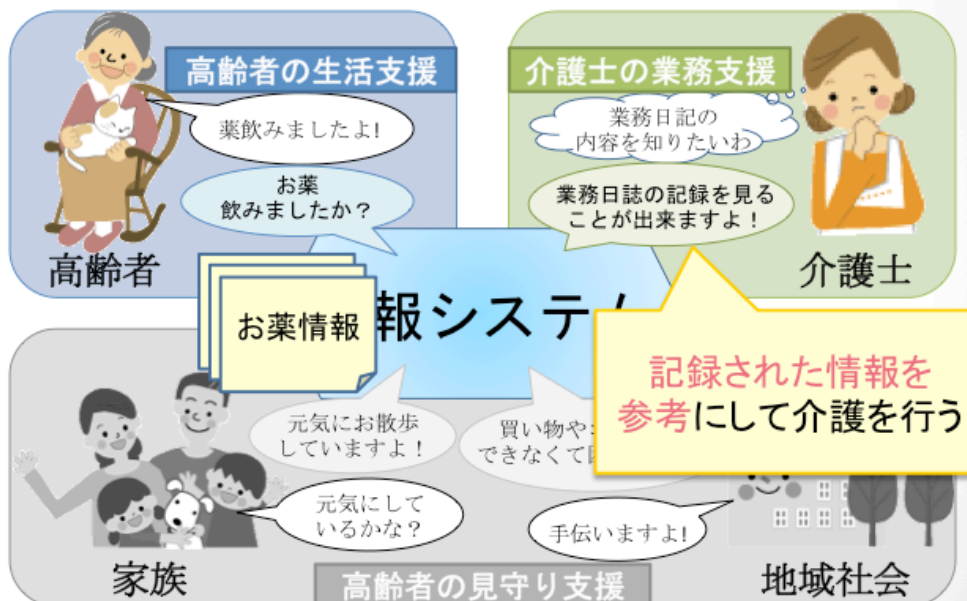 高齢者の生活支援
薬飲みましたよ!
お薬
飲みましたか？
高齢者
介護士の業務支援
業務日記の
内容を知りたいわ
業務日誌の記録を見る
ことが出来ますよ！
介護士
お薬情報
報システム
記録された情報を
参考にして介護を行う
元気にお散歩
していますよ！
買い物や
できなくて
元気にして
いるかな？
手伝いますよ!
家族
高齢者の見守り支援
地域社会